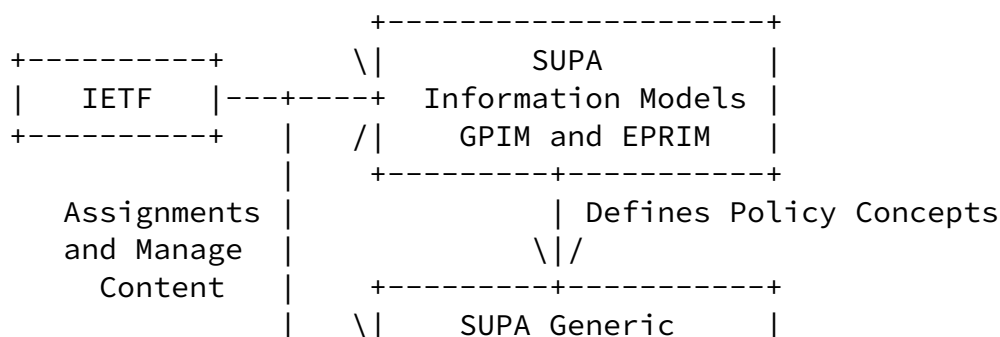 +----------------------+
+----------+       \|        SUPA          |
|   IETF   |---+----+  Information Models |
+----------+   |   /|    GPIM and EPRIM   |
               |    +---------+-----------+
   Assignments |              | Defines Policy Concepts
   and Manage  |             \|/
     Content   |    +---------+-----------+
               |   \|    SUPA Generic     |